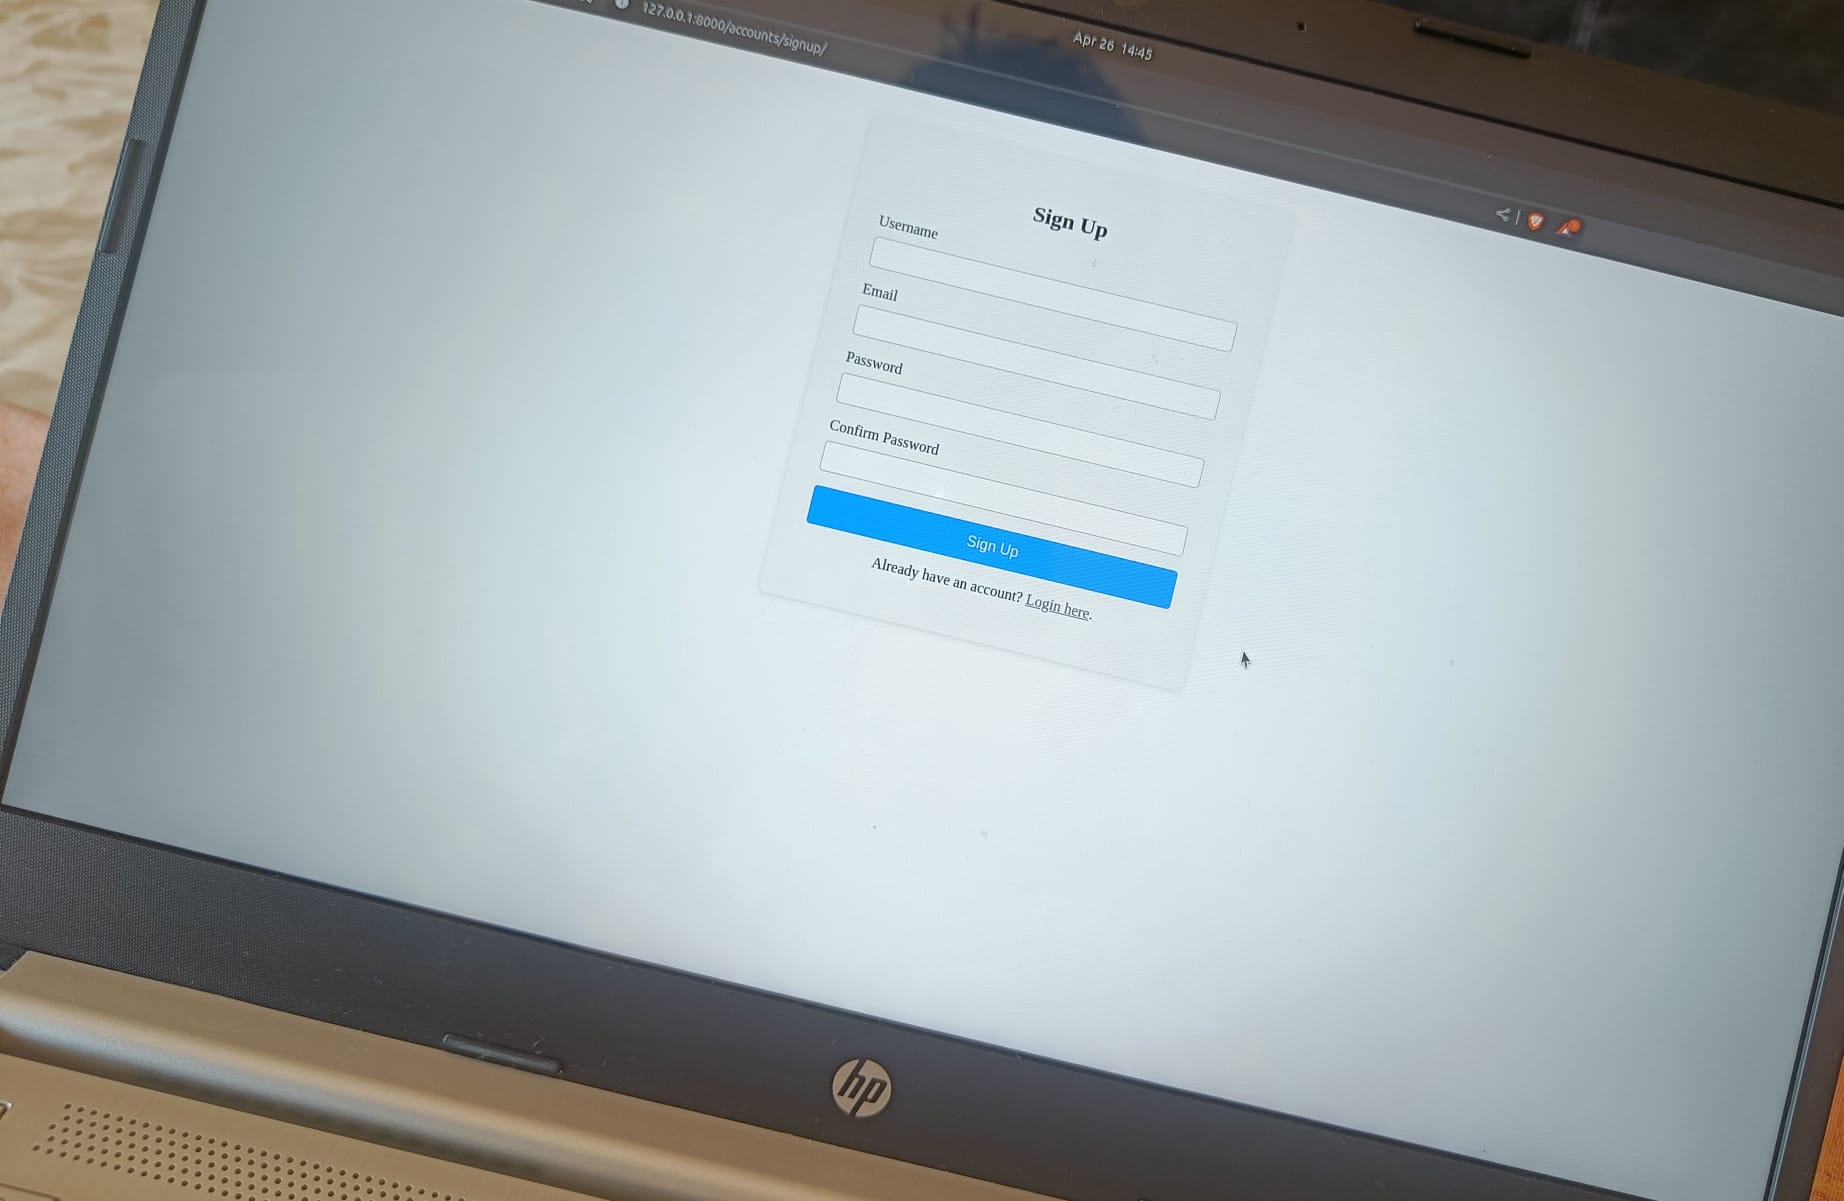 127.0.0.1:8000/accounts/signup/
Apr 26 14:45
Sign Up
Username
Email
Password
Confirm Password
Sign Up
Already have an account? Login here.
hp